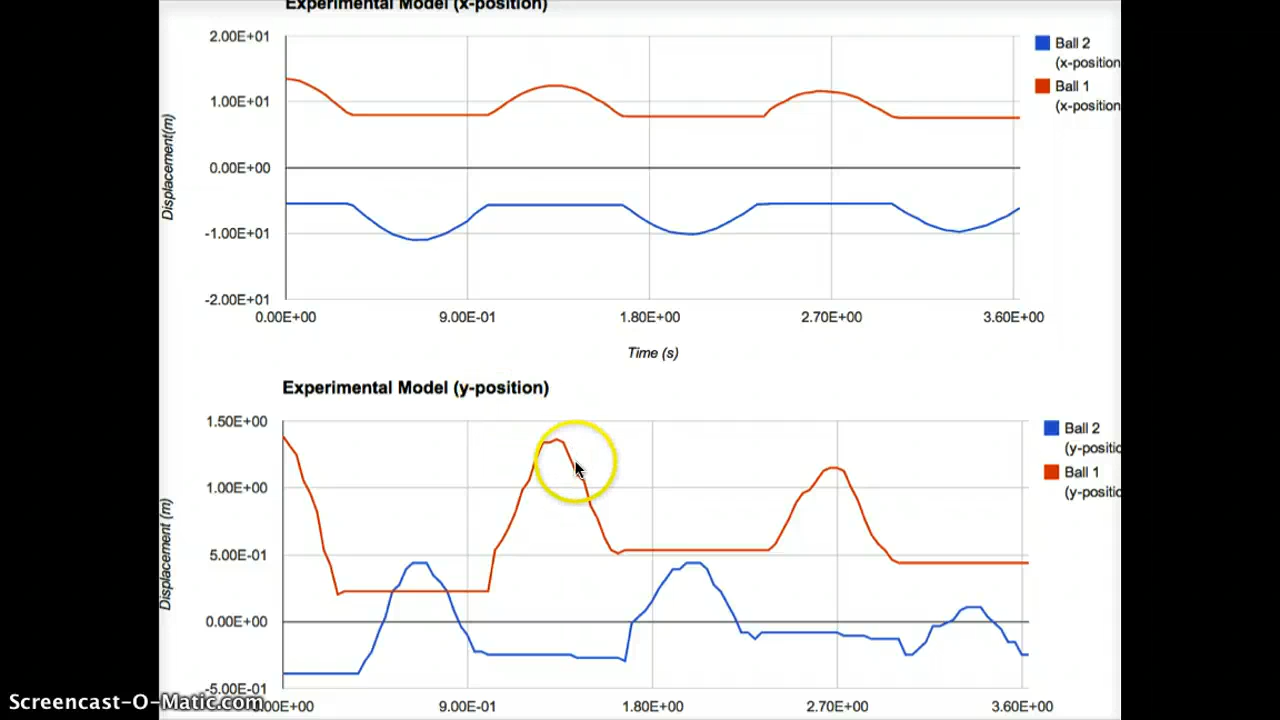 Experimental Model (x-position)
2.00E+01
1.00E+01
0.00E+00
-1.00E+01
-2.00E+01
Displacement(m)
0.00E+00 9.00E-01 1.80E+00 2.70E+00 3.60E+00
Time (s)
Ball 2
(x-position
Ball 1
(x-position
Experimental Model (y-position)
1.50E+00
1.00E+00
5.00E-01
0.00E+00
-5.00E-01
Displacement (m)
9.00E-01 1.80E+00 2.70E+00 3.60E+00
Ball 2
(y-positio
Ball 1
(y-positio
Screencast-O-Matic.com